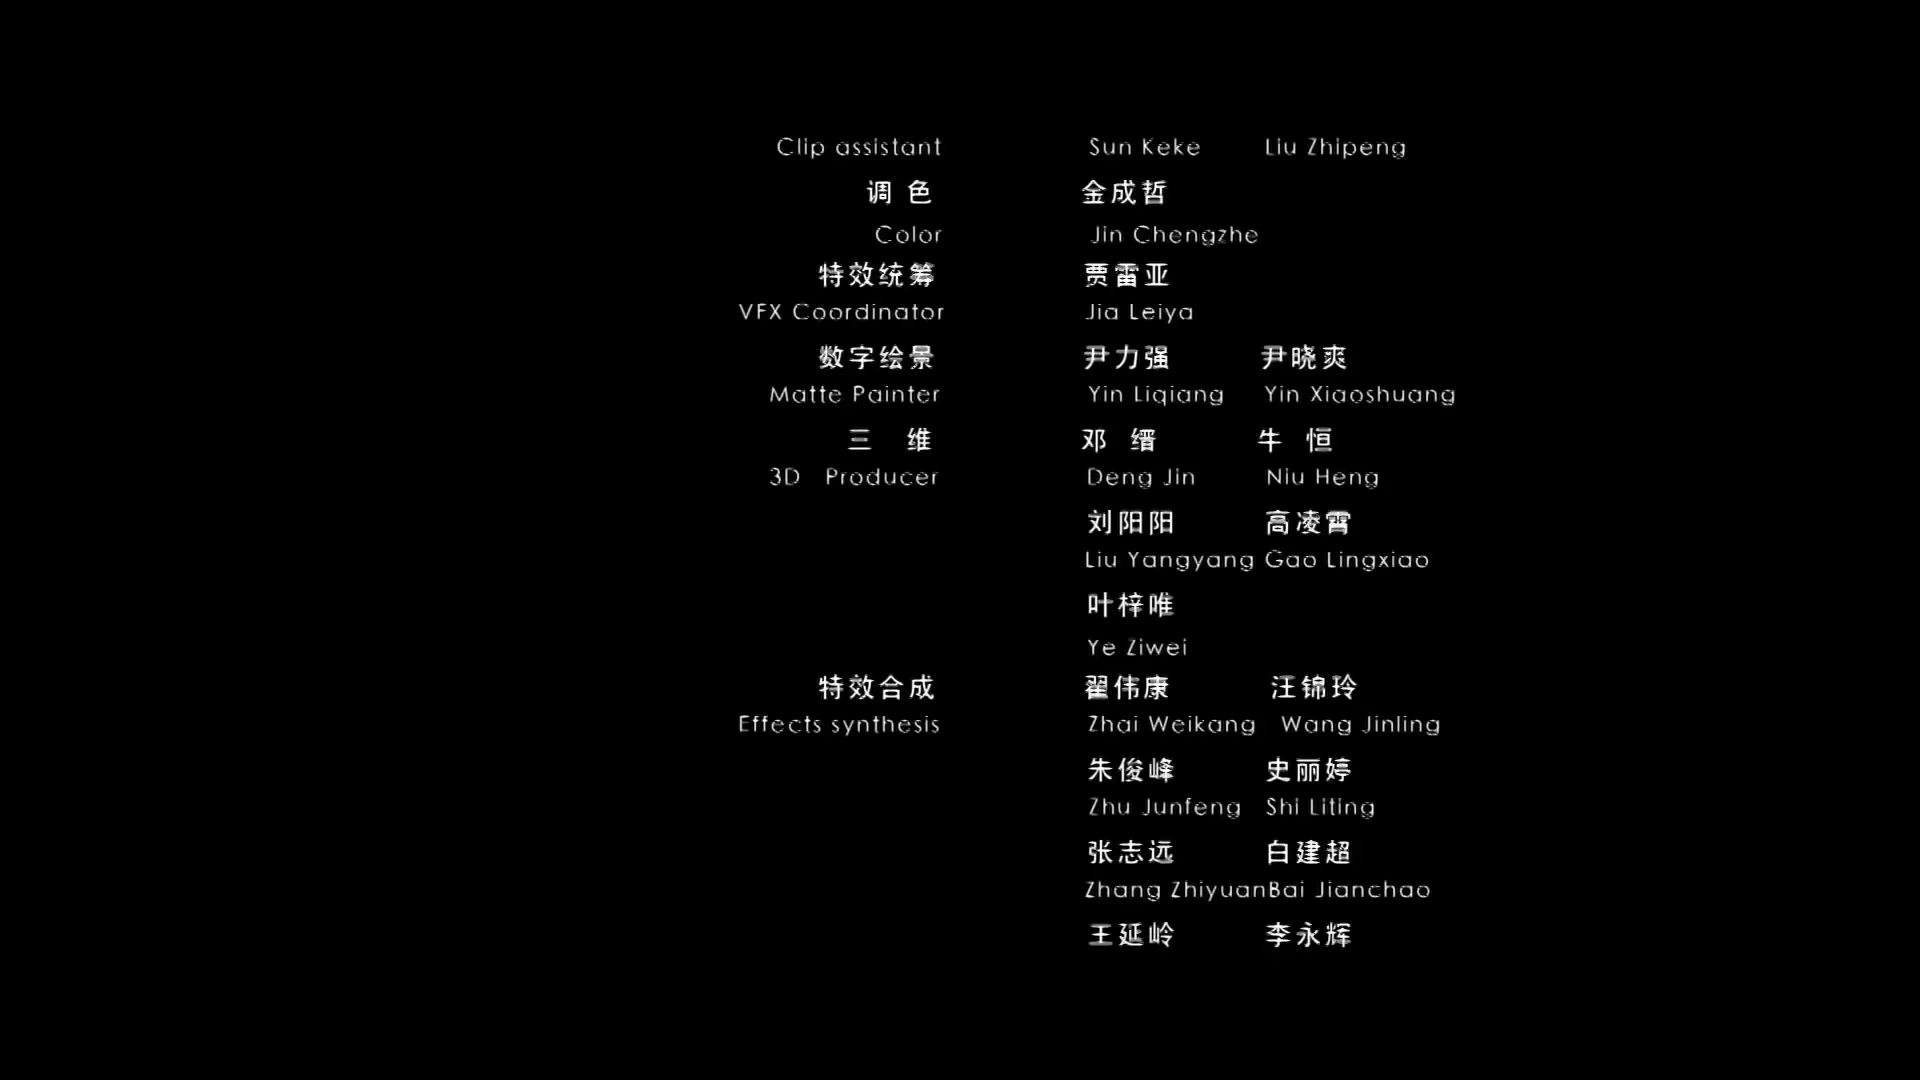 Clip assistant Sun Keke Liu Zhipeng
调 色 金成哲
Color Jin Chengzhe
特效统筹 贾雷亚
VFX Coordinator Jia Leiya
数字绘景 尹力强 尹晓爽
Matte Painter Yin Liqiang Yin Xiaoshuang
三 维 邓 缙 牛 恒
3D Producer Deng Jin Niu Heng
刘阳阳 高凌霄
Liu Yangyang Gao Lingxiao
叶梓唯
Ye Ziwei
特效合成 翟伟康 汪锦玲
Effects synthesis Zhai Weikang Wang Jinling
朱俊峰 史丽婷
Zhu Junfeng Shi Liting
张志远 白建超
Zhang Zhiyuan Bai Jianchao
王延岭 李永辉